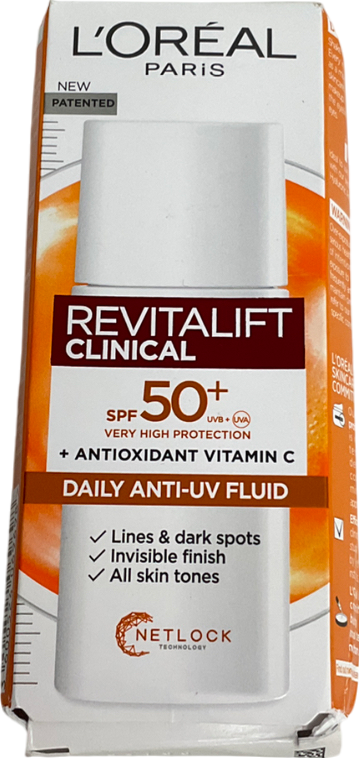 L'ORÉAL
PARIS
NEW
PATENTED
REVITALIFT
CLINICAL
SPF 50+ UVB + UVA
VERY HIGH PROTECTION
+ ANTIOXIDANT VITAMIN C
DAILY ANTI-UV FLUID
Lines & dark spots
Invisible finish
All skin tones
NETLOCK
TECHNOLOGY